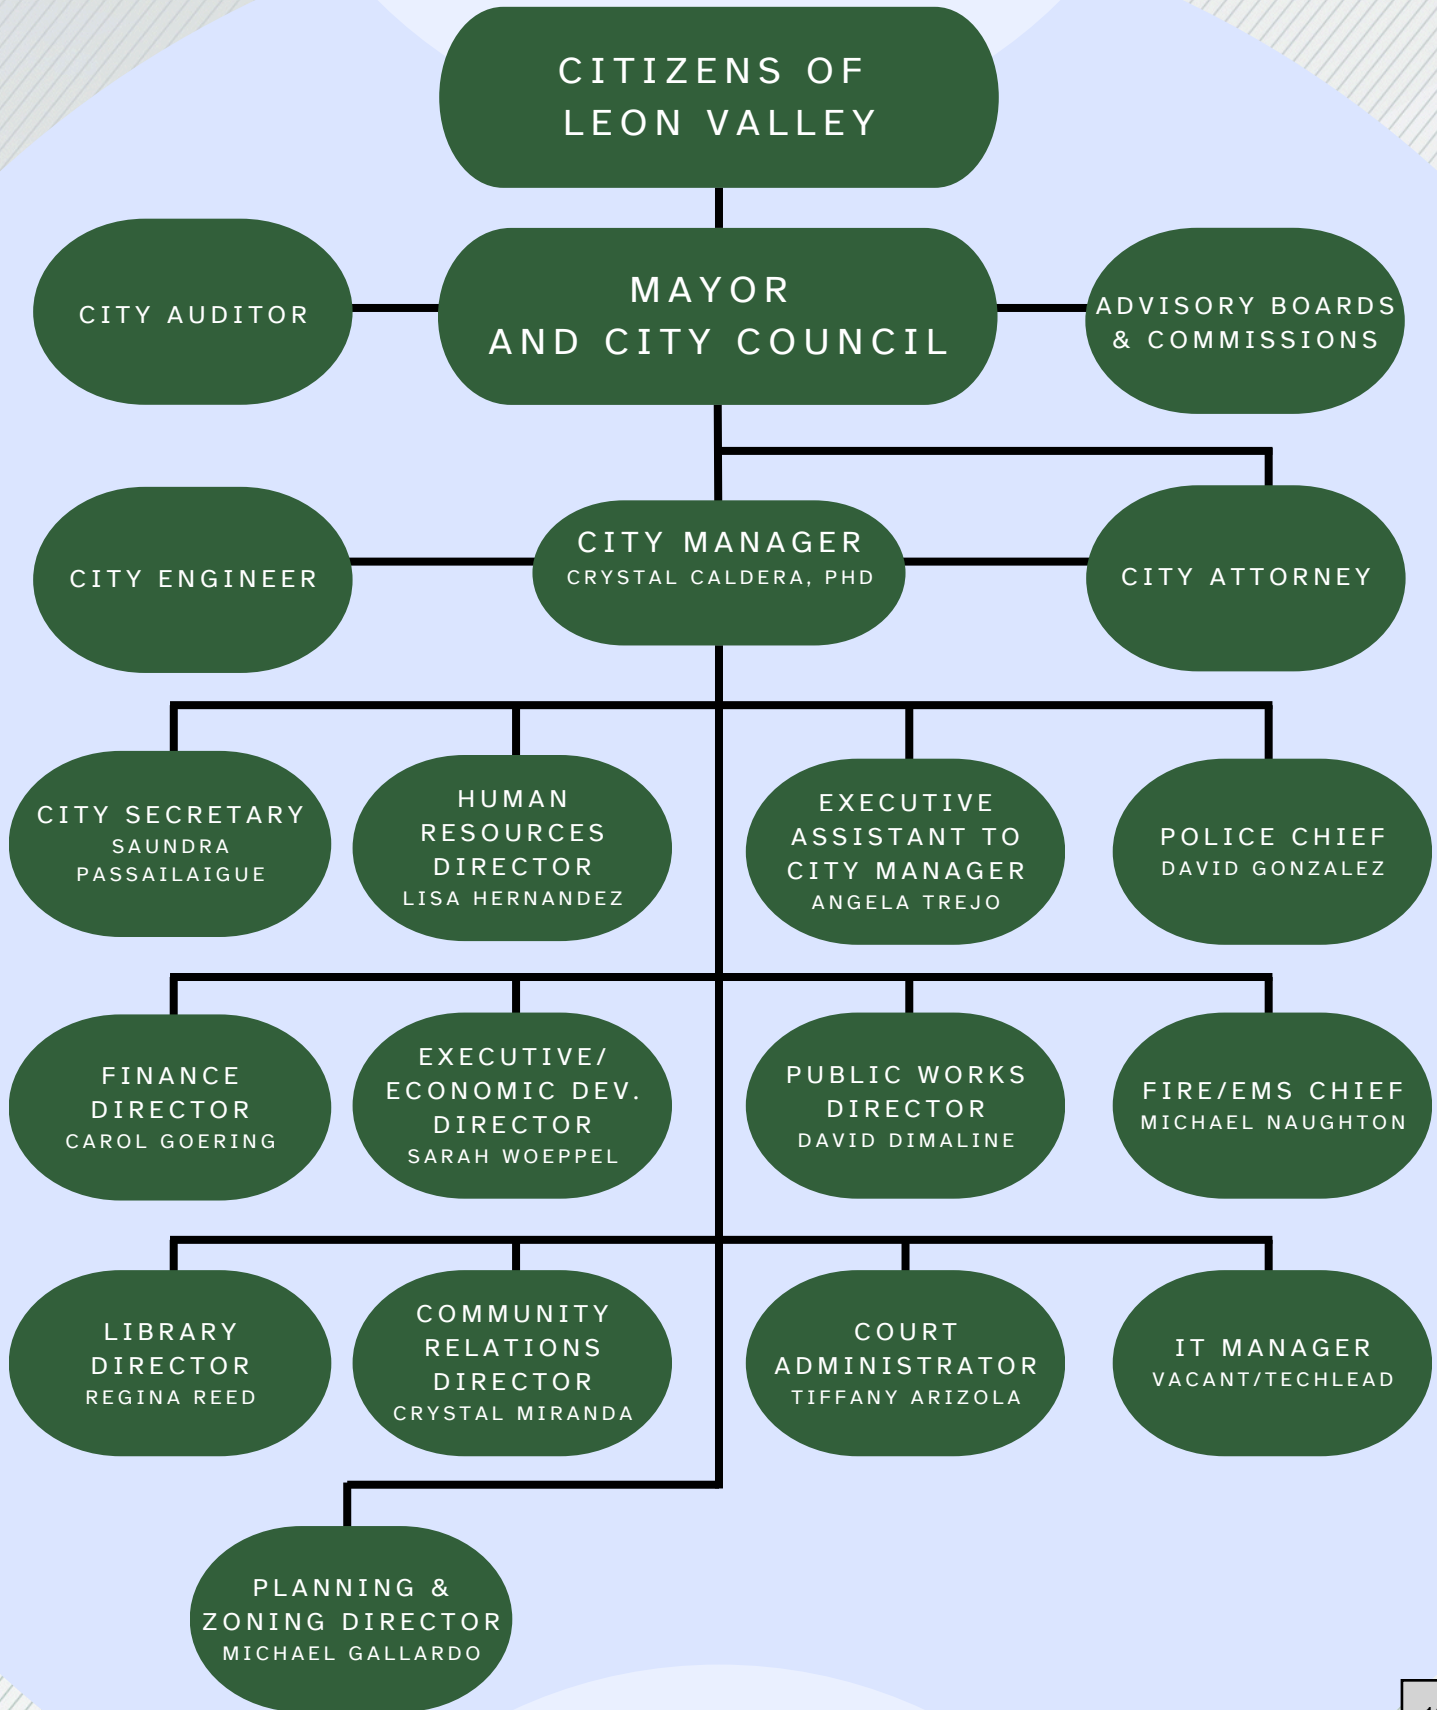 CITIZENS OF
LEON VALLEY
CITY AUDITOR
MAYOR
AND CITY COUNCIL
ADVISORY BOARDS
& COMMISSIONS
CITY ENGINEER
CITY MANAGER
CRYSTAL CALDERA, PHD
CITY ATTORNEY
CITY SECRETARY
SAUNDRA
PASSAILAIGUE
HUMAN
RESOURCES
DIRECTOR
LISA HERNANDEZ
EXECUTIVE
ASSISTANT TO
CITY MANAGER
ANGELA TREJO
POLICE CHIEF
DAVID GONZALEZ
FINANCE
DIRECTOR
CAROL GOERING
EXECUTIVE/
ECONOMIC DEV.
DIRECTOR
SARAH WOEPPEL
PUBLIC WORKS
DIRECTOR
DAVID DIMALINE
FIRE/EMS CHIEF
MICHAEL NAUGHTON
LIBRARY
DIRECTOR
REGINA REED
COMMUNITY
RELATIONS
DIRECTOR
CRYSTAL MIRANDA
COURT
ADMINISTRATOR
TIFFANY ARIZOLA
IT MANAGER
VACANT/TECHLEAD
PLANNING &
ZONING DIRECTOR
MICHAEL GALLARDO